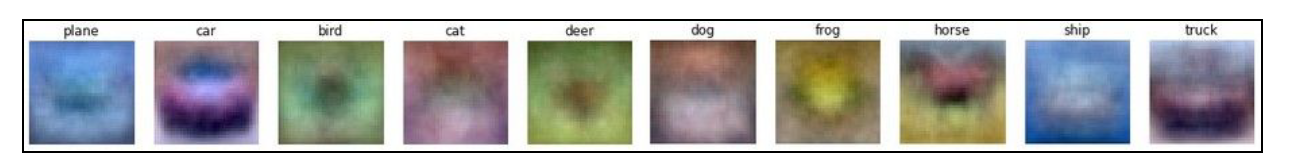 plane car bird cat deer dog frog horse ship truck